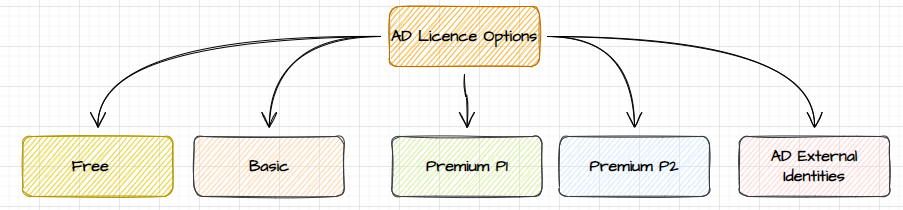 AD Licence Options
Free
Basic
Premium P1
Premium P2
AD External
Identities